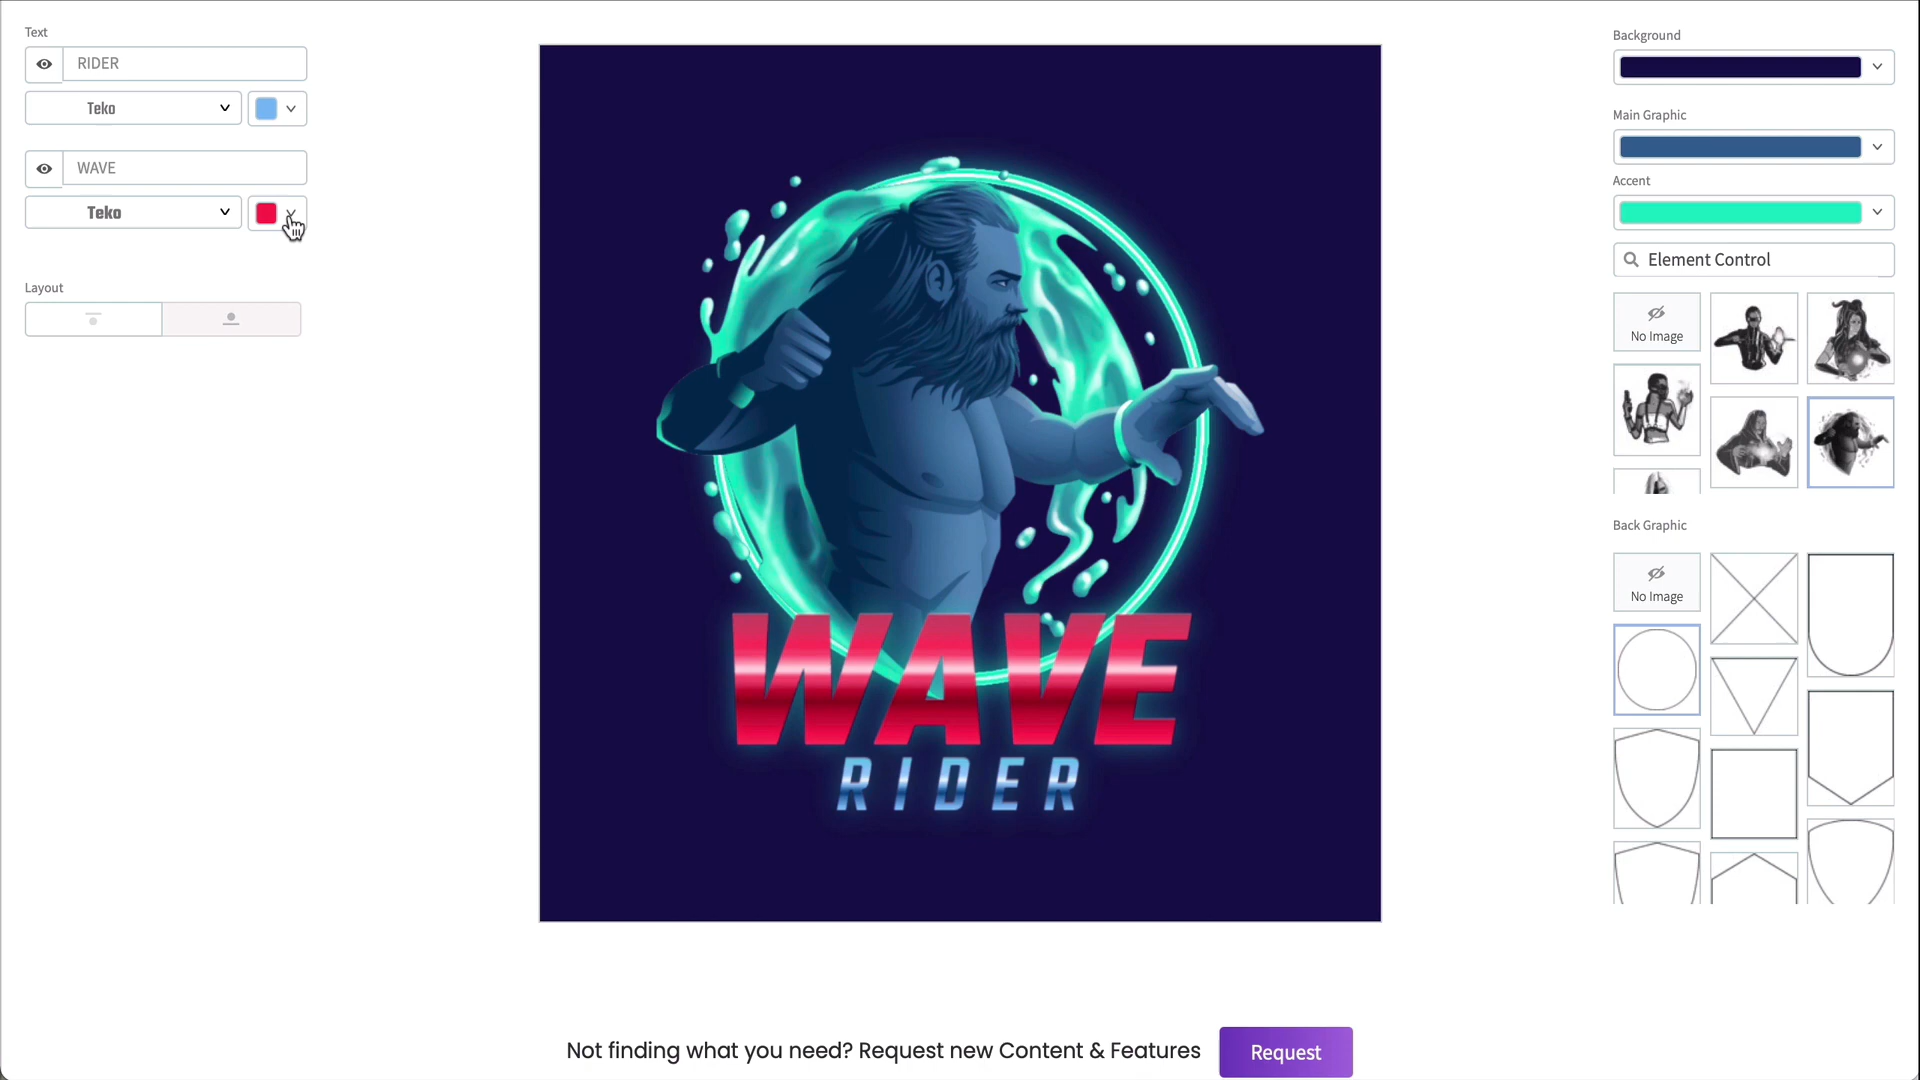 Text
RIDER
Teko
WAVE
Teko
Layout
WAVE
RIDER
Background
Main Graphic
Accent
Element Control
No Image
Back Graphic
No Image
Not finding what you need? Request new Content & Features
Request